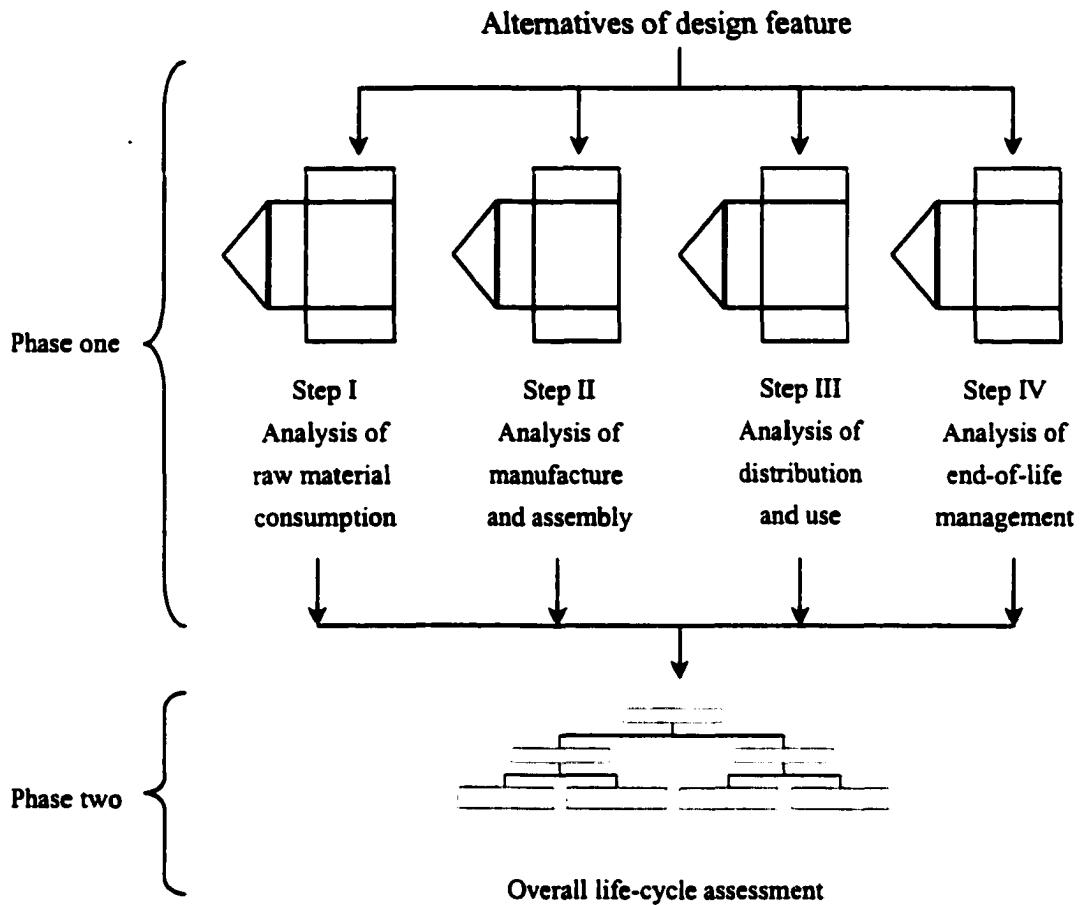 Alternatives of design feature
Phase one
Step I
Analysis of
raw material
consumption
Step II
Analysis of
manufacture
and assembly
Step III
Analysis of
distribution
and use
Step IV
Analysis of
end-of-life
management
Phase two
Overall life-cycle assessment